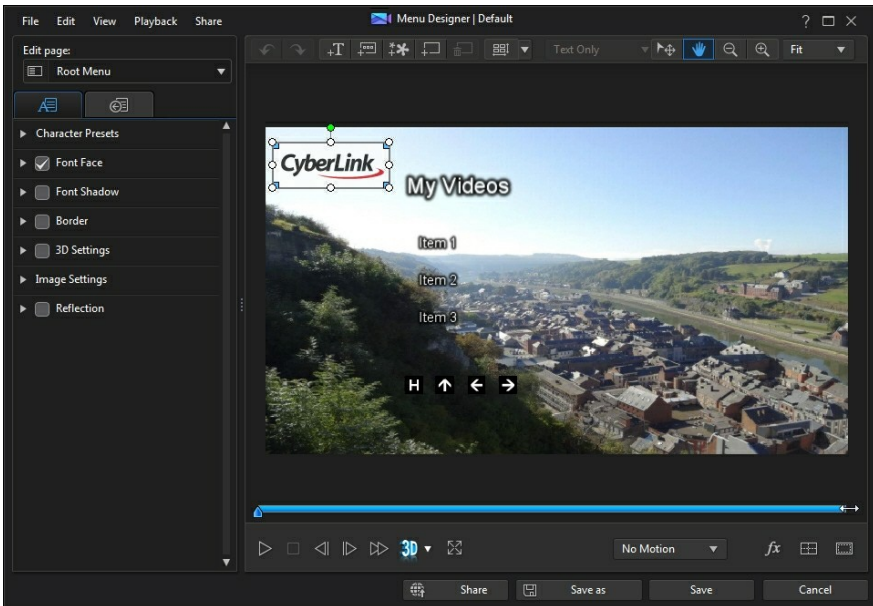 File Edit View Playback Share
Menu Designer | Default
?
Edit page:
Root Menu
T
Text Only
Fit
A
Character Presets
Font Face
Font Shadow
Border
3D Settings
Image Settings
Reflection
CyberLink
My Videos
Item 1
Item 2
Item 3
H
3D
No Motion
fx
Share
Save as
Save
Cancel